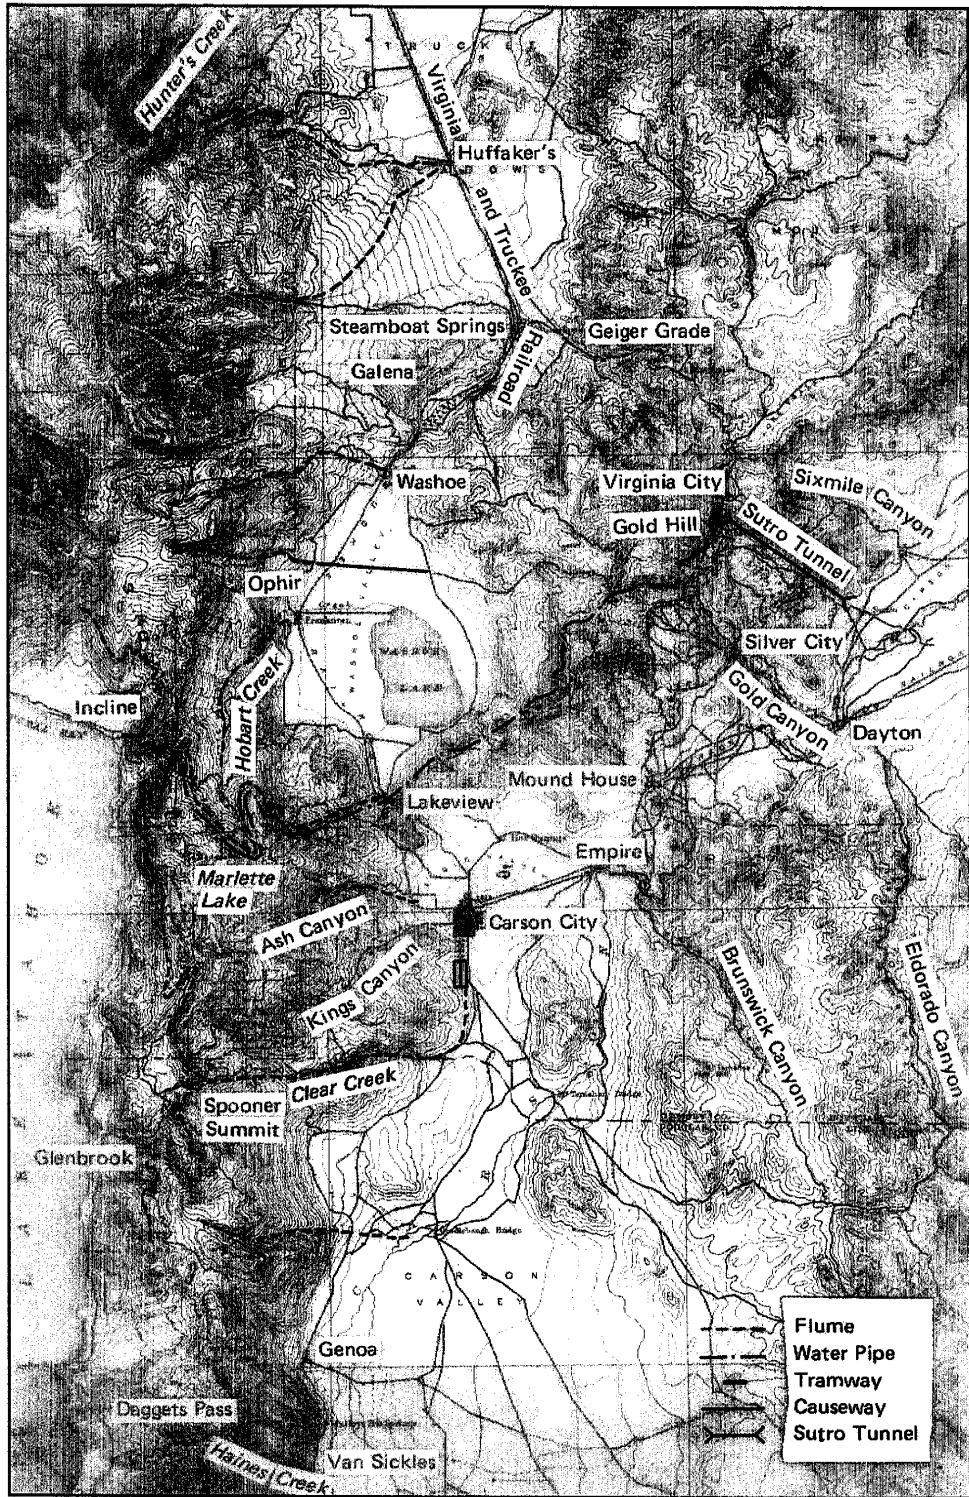 Hunter's Creek
TRUCKEE
Virginia
and Truckee
Railroad
Huffaker's
MEADOWS
Steamboat Springs
Geiger Grade
Galena
Washoe
Virginia City
Sixmile Canyon
Gold Hill
Sutro Tunnel
Ophir
Silver City
Hobart Creek
Incline
Gold Canyon
Dayton
Mound House
Lakeview
Empire
Marlette
Lake
Ash Canyon
Carson City
Kings Canyon
Brunswick Canyon
Eldorado Canyon
Clear Creek
Spooner
Summit
Glenbrook
CARSON
VALLEY
Genoa
Daggets Pass
Van Sickles
Haines Creek
Flume
Water Pipe
Tramway
Causeway
Sutro Tunnel